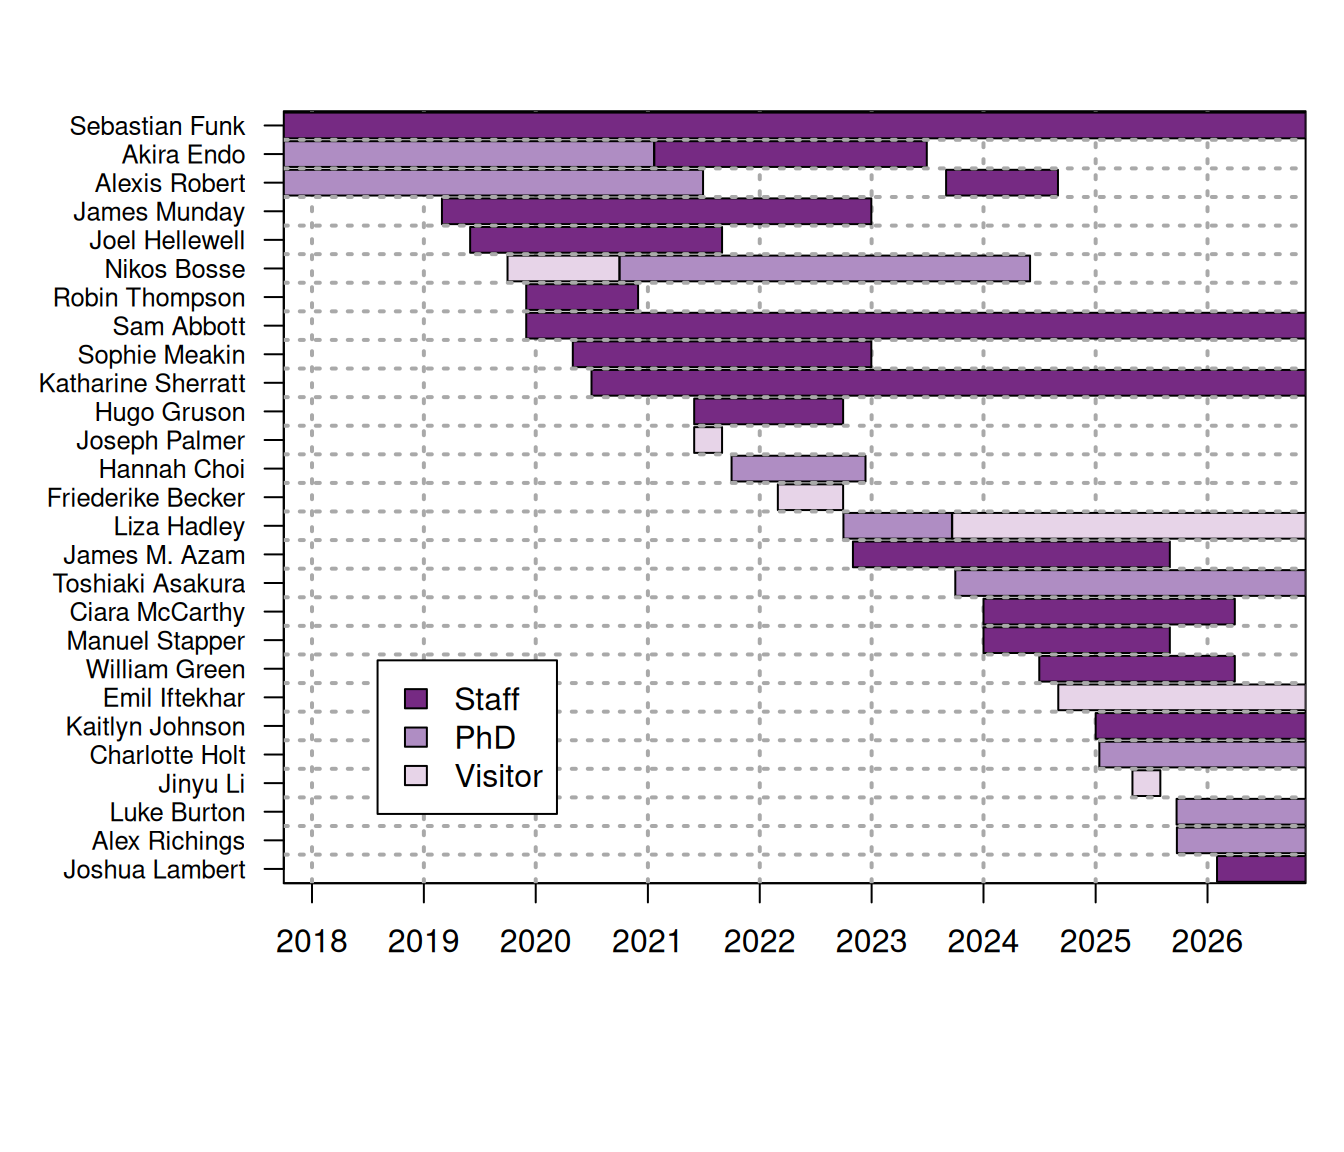 Sebastian Funk
Akira Endo
Alexis Robert
James Munday
Joel Hellewell
Nikos Bosse
Robin Thompson
Sam Abbott
Sophie Meakin
Katharine Sherratt
Hugo Gruson
Joseph Palmer
Hannah Choi
Friederike Becker
Liza Hadley
James M. Azam
Toshiaki Asakura
Ciara McCarthy
Manuel Stapper
William Green
Emil Iftekhar
Kaitlyn Johnson
Charlotte Holt
Jinyu Li
Luke Burton
Alex Richings
Joshua Lambert
Staff
PhD
Visitor
2018 2019 2020 2021 2022 2023 2024 2025 2026